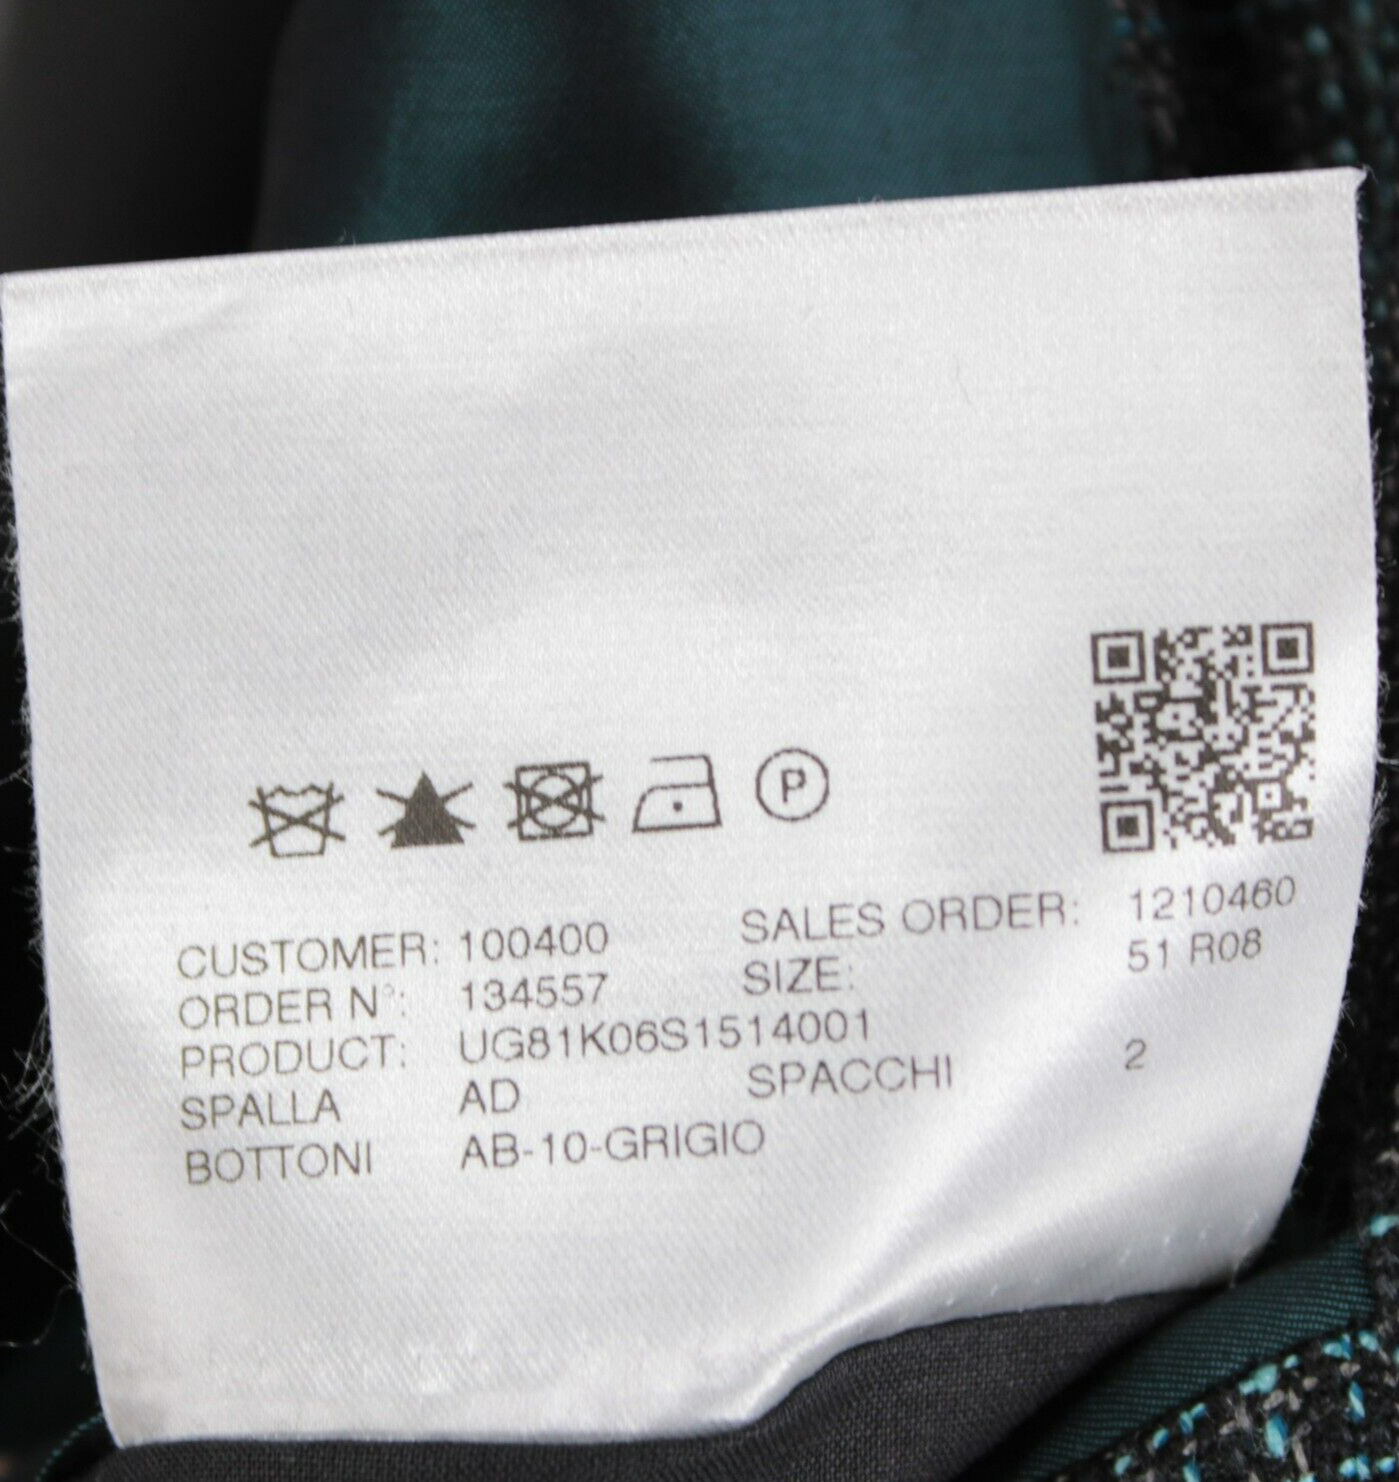 P
CUSTOMER: 100400 SALES ORDER: 1210460
ORDER N°: 134557 SIZE: 51 R08
PRODUCT: UG81K06S1514001
SPALLA AD SPACCHI 2
BOTTONI AB-10-GRIGIO